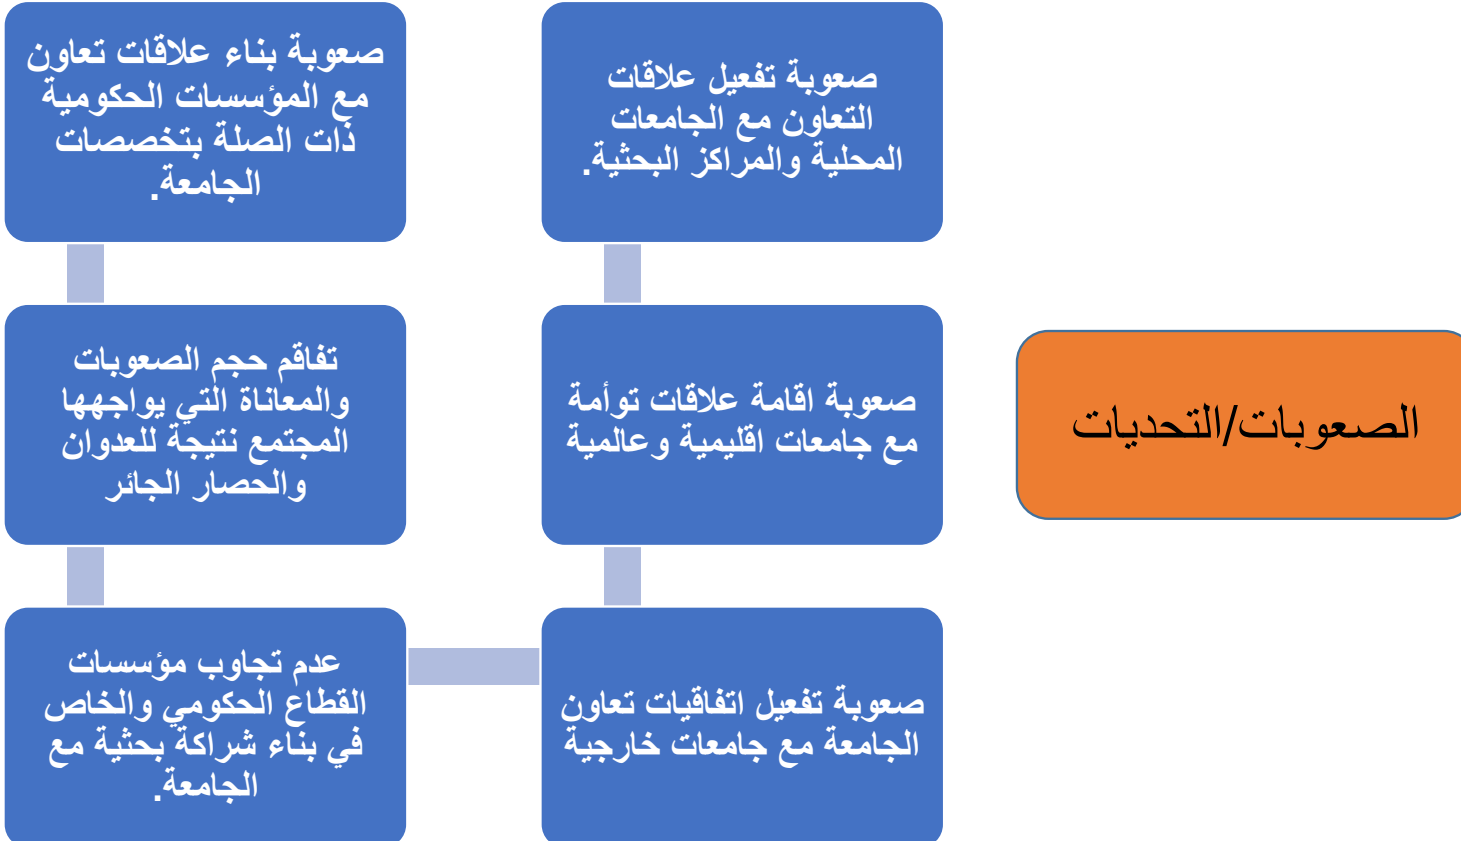 الصعوبات/التحديات
صعوبة تفعيل علاقات
التعاون مع الجامعات
المحلية والمراكز البحثية.
صعوبة اقامة علاقات توأمة
مع جامعات اقليمية وعالمية
صعوبة تفعيل اتفاقيات تعاون
الجامعة مع جامعات خارجية
عدم تجاوب مؤسسات
القطاع الحكومي والخاص
في بناء شراكة بحثية مع
الجامعة.
تفاقم حجم الصعوبات
والمعاناة التي يواجهها
المجتمع نتيجة للعدوان
والحصار الجائر
صعوبة بناء علاقات تعاون
مع المؤسسات الحكومية
ذات الصلة بتخصصات
الجامعة.